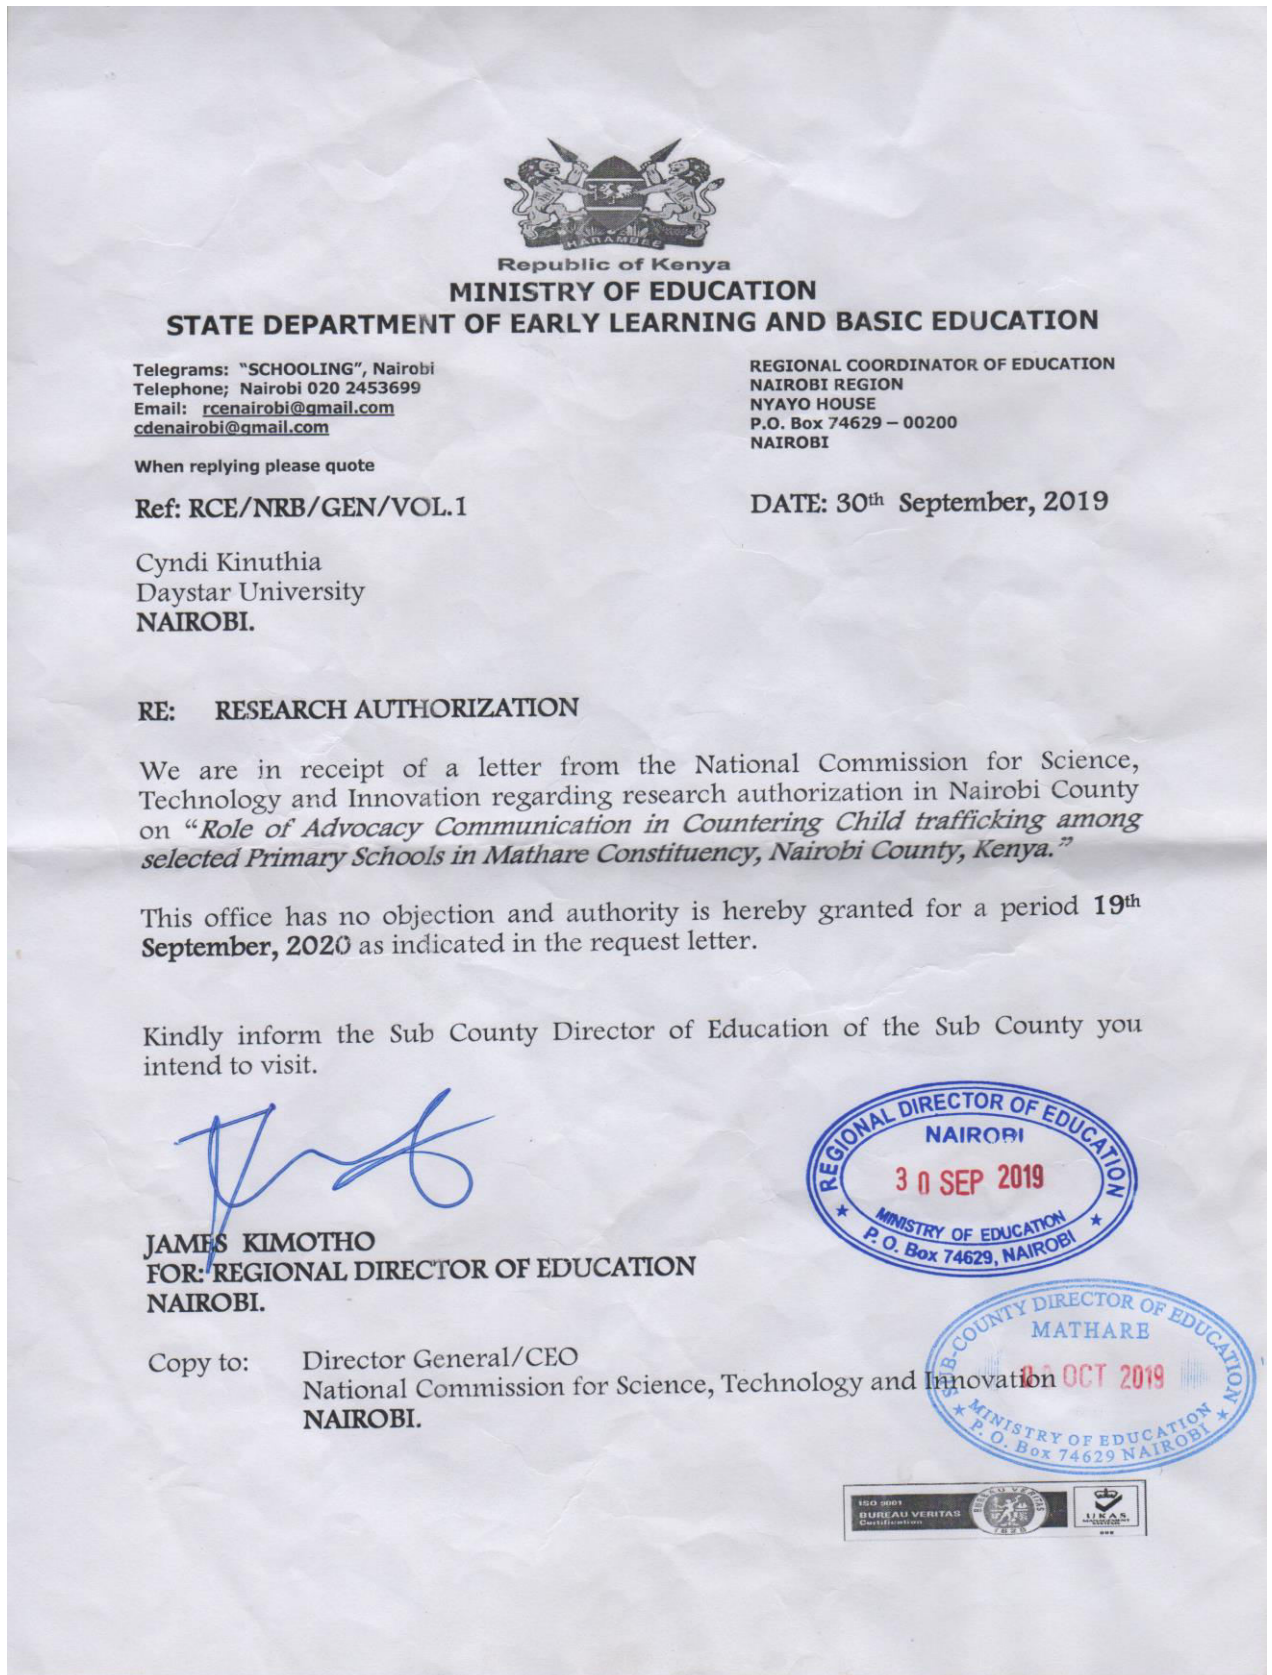 HARAMBEE
Republic of Kenya
MINISTRY OF EDUCATION
STATE DEPARTMENT OF EARLY LEARNING AND BASIC EDUCATION
Telegrams: “SCHOOLING”, Nairobi
Telephone; Nairobi 020 2453699
Email: rcenairobi@gmail.com
cdenairobi@gmail.com
When replying please quote
REGIONAL COORDINATOR OF EDUCATION
NAIROBI REGION
NYAYO HOUSE
P.O. Box 74629 – 00200
NAIROBI
Ref: RCE/NRB/GEN/VOL.1
DATE: 30th September, 2019
Cyndi Kinuthia
Daystar University
NAIROBI.
RE: RESEARCH AUTHORIZATION
We are in receipt of a letter from the National Commission for Science,
Technology and Innovation regarding research authorization in Nairobi County
on “Role of Advocacy Communication in Countering Child trafficking among
selected Primary Schools in Mathare Constituency, Nairobi County, Kenya.”
This office has no objection and authority is hereby granted for a period 19th
September, 2020 as indicated in the request letter.
Kindly inform the Sub County Director of Education of the Sub County you
intend to visit.
REGIONAL DIRECTOR OF EDUCATION
NAIROBI
30 SEP 2019
MINISTRY OF EDUCATION
P. O. Box 74629, NAIROBI
JAMES KIMOTHO
FOR: REGIONAL DIRECTOR OF EDUCATION
NAIROBI.
Copy to: Director General/CEO
National Commission for Science, Technology and Innovation
NAIROBI.
SUB-COUNTY DIRECTOR OF EDUCATION
MATHARE
OCT 2019
MINISTRY OF EDUCATION
P. O. Box 74629 NAIROBI
ISO 9001
BUREAU VERITAS
Certification
BUREAU VERITAS
1828
UKAS